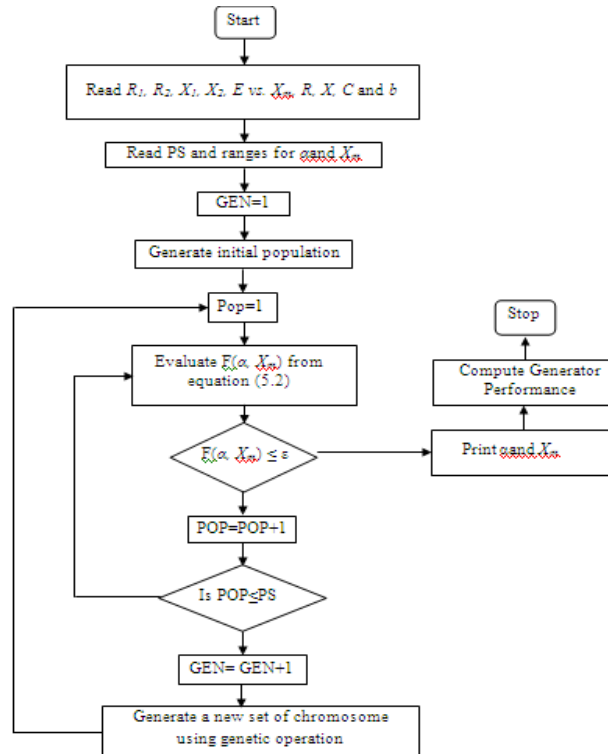 Start
Read R1, R2, X1, X2, E vs. Xm, R, X, C and b
Read PS and ranges for αand Xm
GEN=1
Generate initial population
Pop=1
Evaluate F(α, Xm) from
equation (5.2)
F(α, Xm) ≤ ε
POP=POP+1
Is POP≤PS
GEN= GEN+1
Generate a new set of chromosome
using genetic operation
Stop
Compute Generator
Performance
Print αand Xm